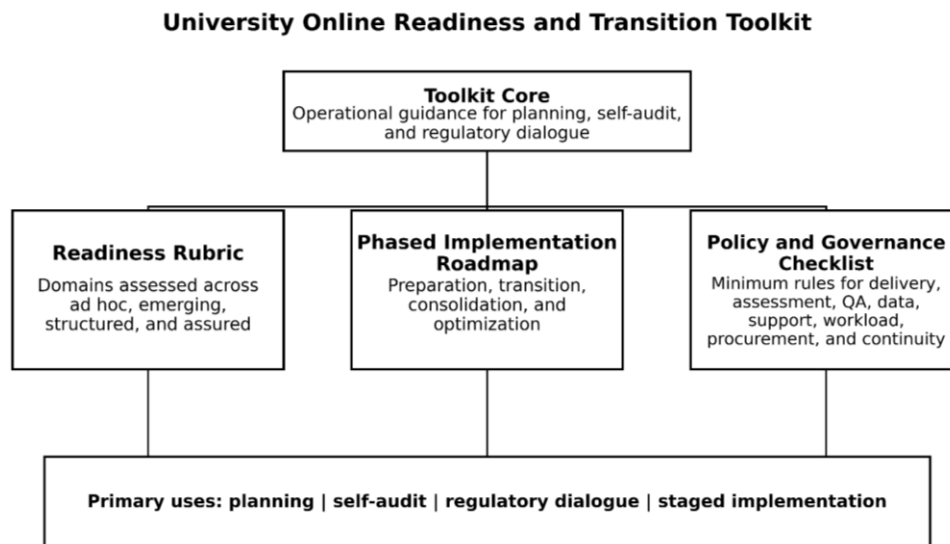 University Online Readiness and Transition Toolkit
Toolkit Core
Operational guidance for planning, self-audit,
and regulatory dialogue
Readiness Rubric
Domains assessed across
ad hoc, emerging,
structured, and assured
Phased Implementation
Roadmap
Preparation, transition,
consolidation, and
optimization
Policy and Governance
Checklist
Minimum rules for delivery,
assessment, QA, data,
support, workload,
procurement, and continuity
Primary uses: planning | self-audit | regulatory dialogue | staged implementation